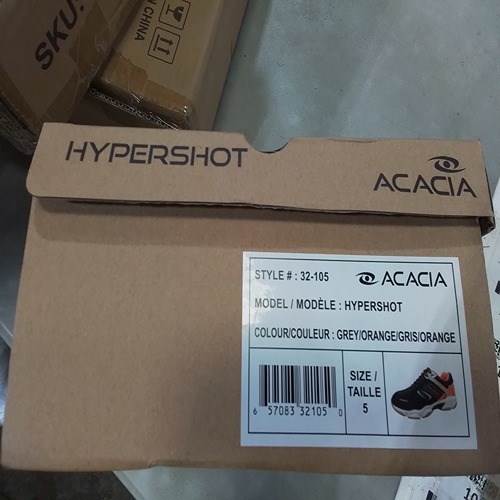 SKU:
IN CHINA
HYPERSHOT
ACACIA
STYLE # : 32-105
ACACIA
MODEL / MODÈLE : HYPERSHOT
COLOUR/COULEUR : GREY/ORANGE/GRIS/ORANGE
SIZE /
TAILLE
5
6 57083 32105 0